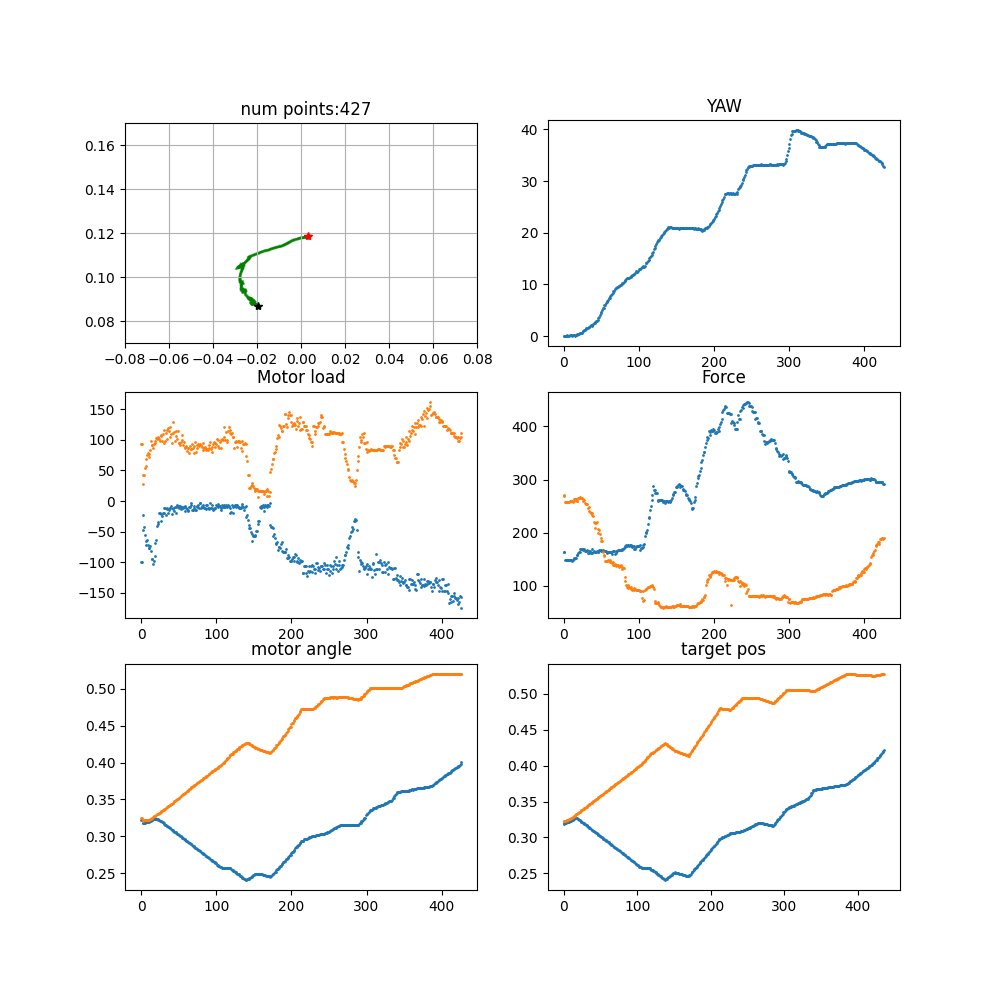 num points:427
0.16
0.14
0.12
0.10
0.08
−0.08 −0.06 −0.04 −0.02 0.00 0.02 0.04 0.06 0.08
YAW
40
30
20
10
0
0 100 200 300 400
Motor load
150
100
50
0
−50
−100
−150
0 100 200 300 400
Force
400
300
200
100
0 100 200 300 400
motor angle
0.50
0.45
0.40
0.35
0.30
0.25
0 100 200 300 400
target pos
0.50
0.45
0.40
0.35
0.30
0.25
0 100 200 300 400